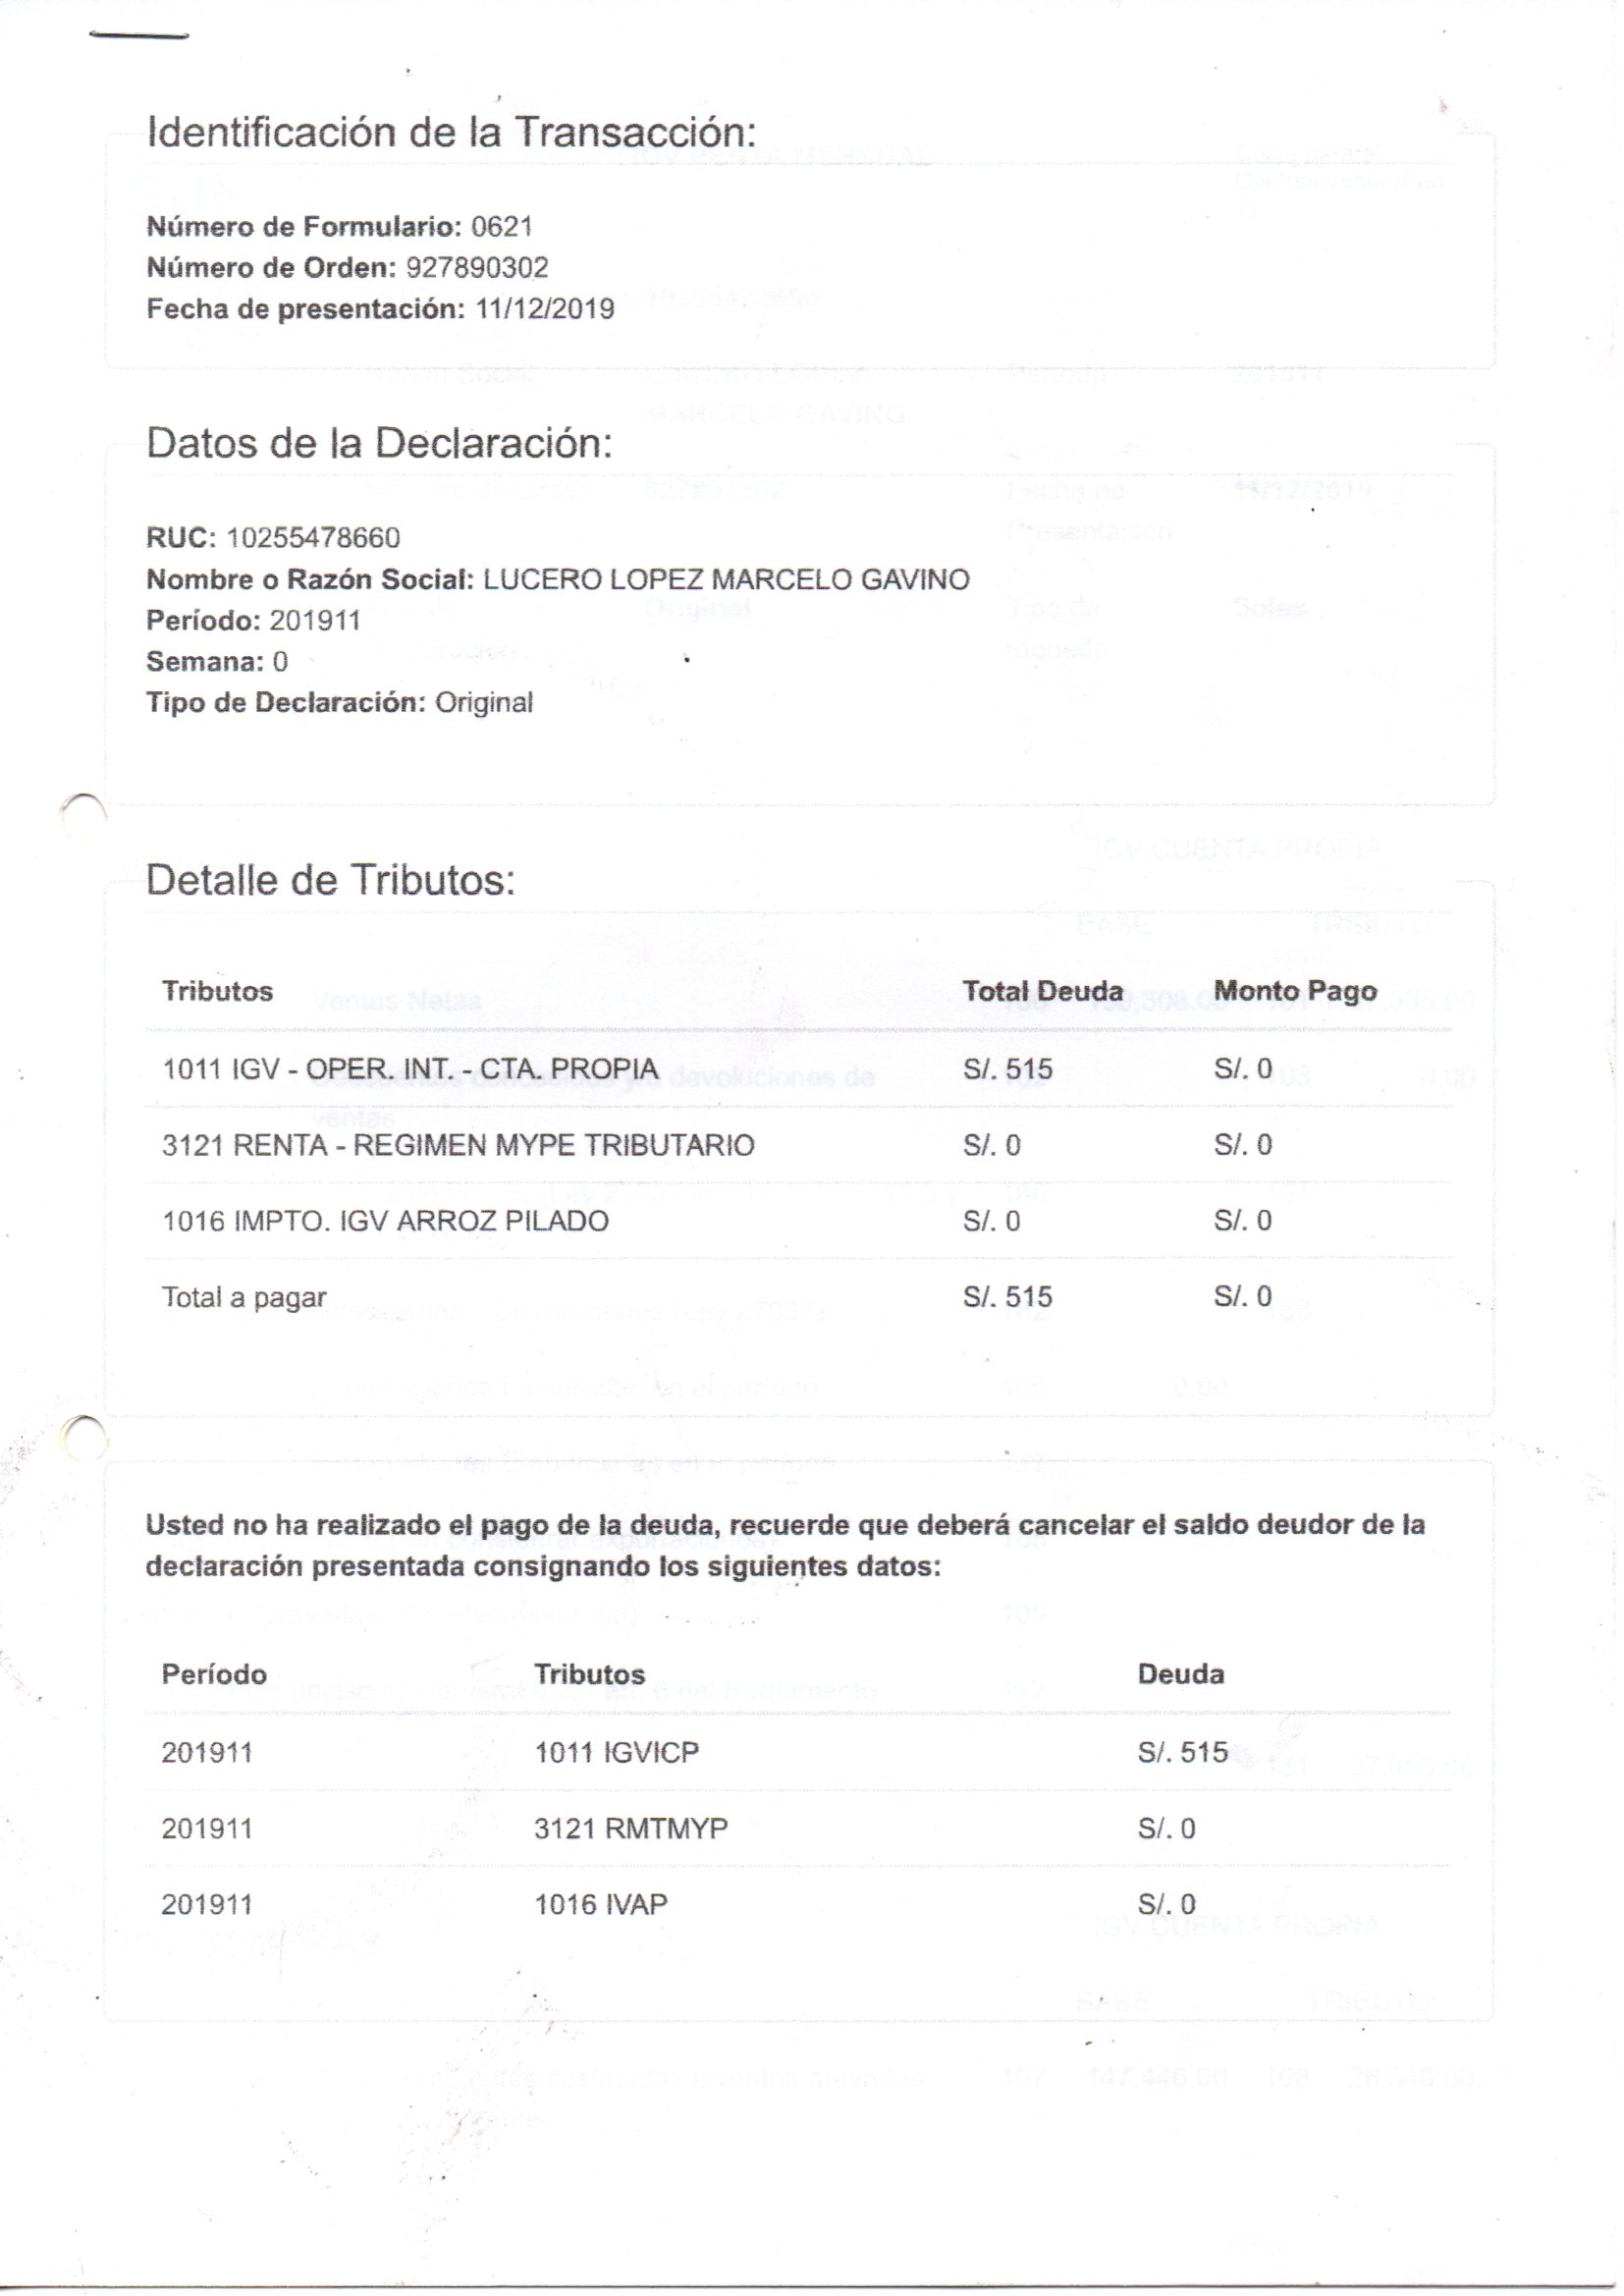 Identificación de la Transacción:
Número de Formulario: 0621
Número de Orden: 927890302
Fecha de presentación: 11/12/2019
Datos de la Declaración:
RUC: 10255478660
Nombre o Razón Social: LUCERO LOPEZ MARCELO GAVINO
Período: 201911
Semana: 0
Tipo de Declaración: Original
Detalle de Tributos:
Tributos Total Deuda Monto Pago
1011 IGV - OPER. INT. - CTA. PROPIA S/. 515 S/. 0
3121 RENTA - REGIMEN MYPE TRIBUTARIO S/. 0 S/. 0
1016 IMPTO. IGV ARROZ PILADO S/. 0 S/. 0
Total a pagar S/. 515 S/. 0
Usted no ha realizado el pago de la deuda, recuerde que deberá cancelar el saldo deudor de la
declaración presentada consignando los siguientes datos:
Período Tributos Deuda
201911 1011 IGVICP S/. 515
201911 3121 RMTMYP S/. 0
201911 1016 IVAP S/. 0